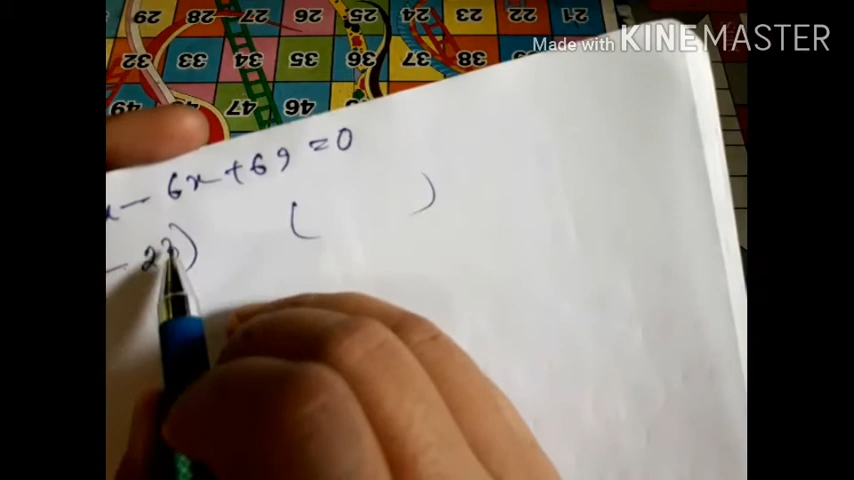 29 28 27 26 25 24 23 22 21
32 33 34 35 36 37 38
49 47 46
Made with KINEMASTER
x - 6x + 69 = 0
- 23) ( )